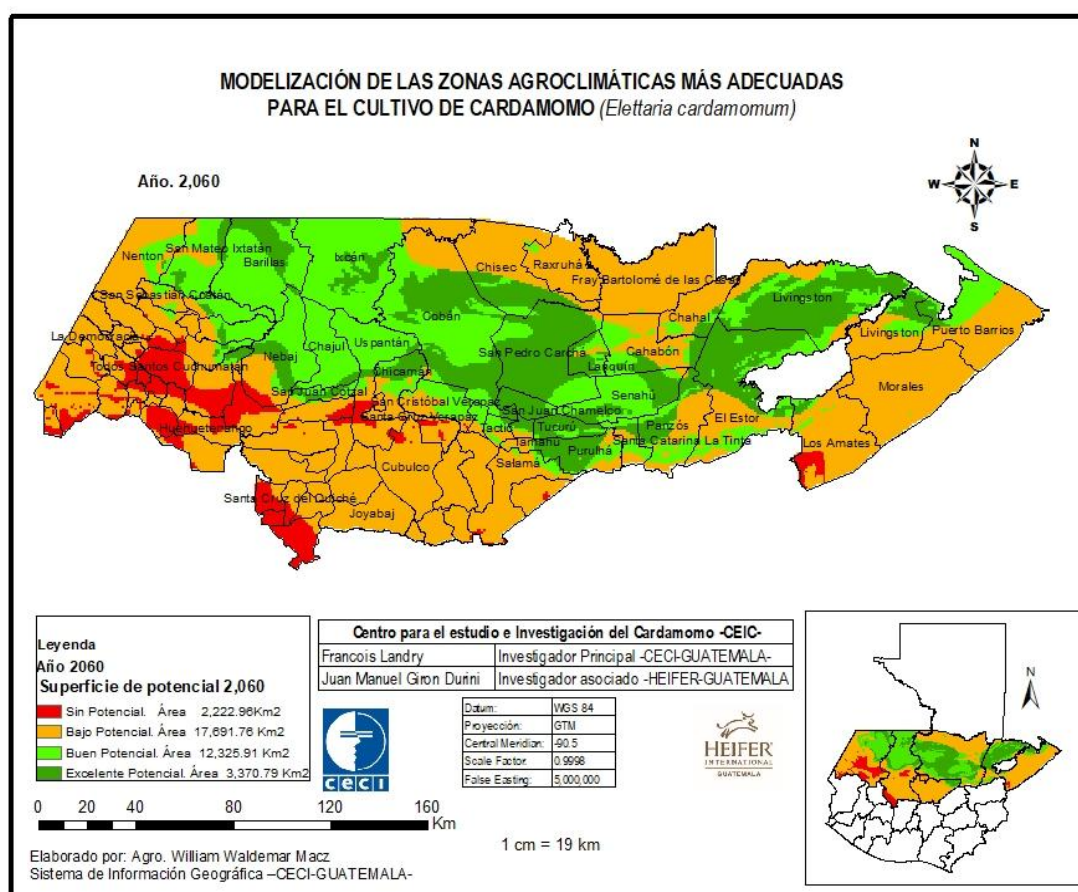 MODELIZACIÓN DE LAS ZONAS AGROCLIMÁTICAS MÁS ADECUADAS
PARA EL CULTIVO DE CARDAMOMO (Elettaria cardamomum)
Año. 2,060
N
W E
S
Nenton
San Mateo Ixtatán
Barillas
Ixcán
Chisec
Raxruhá
Fray Bartolomé de las Casas
San Sebastián Coatán
Cobán
Chahal
Livingston
Livingston
Puerto Barrios
La Democracia
Todos Santos Cuchumatán
Nebaj
Chajul
Uspantán
San Pedro Carchá
Cahabón
Lanquín
Morales
Chicamán
San Juan Cotzal
San Cristóbal Verapaz
Santa Cruz Verapaz
Senahú
San Juan Chamelco
Huehuetenango
Tactic
Tucurú
Panzós
El Estor
Tamahú
Purulhá
Santa Catarina La Tinta
Los Amates
Cubulco
Salamá
Santa Cruz del Quiché
Joyabaj
Leyenda
Año 2060
Superficie de potencial 2,060
Sin Potencial. Área 2,222.96Km2
Bajo Potencial. Área 17,691.76 Km2
Buen Potencial. Área 12,325.91 Km2
Excelente Potencial. Área 3,370.79 Km2
Centro para el estudio e Investigación del Cardamomo -CEIC-
Francois Landry Investigador Principal -CECI-GUATEMALA-
Juan Manuel Giron Durini Investigador asociado -HEIFER-GUATEMALA
Datum: WGS 84
Proyección: GTM
Central Meridian: -90.5
Scale Factor: 0.9998
False Easting: 5,000,000
ceci
HEIFER
INTERNATIONAL
GUATEMALA
N
0 20 40 80 120 160
Km
1 cm = 19 km
Elaborado por: Agro. William Waldemar Macz
Sistema de Información Geográfica –CECI-GUATEMALA-